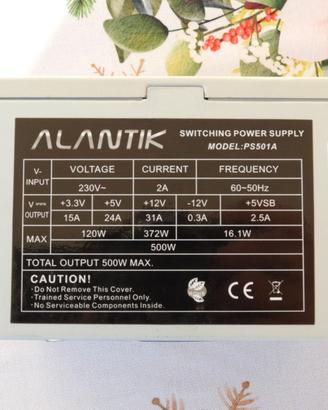 ALANTIK
SWITCHING POWER SUPPLY
MODEL:PS501A
V-INPUT VOLTAGE CURRENT FREQUENCY
230V~ 2A 60~50Hz
V OUTPUT +3.3V +5V +12V -12V +5VSB
15A 24A 31A 0.3A 2.5A
MAX 120W 372W 16.1W
500W
TOTAL OUTPUT 500W MAX.
CAUTION!
·Do Not Remove This Cover.
·Trained Service Personnel Only.
·No Serviceable Components Inside.
CE